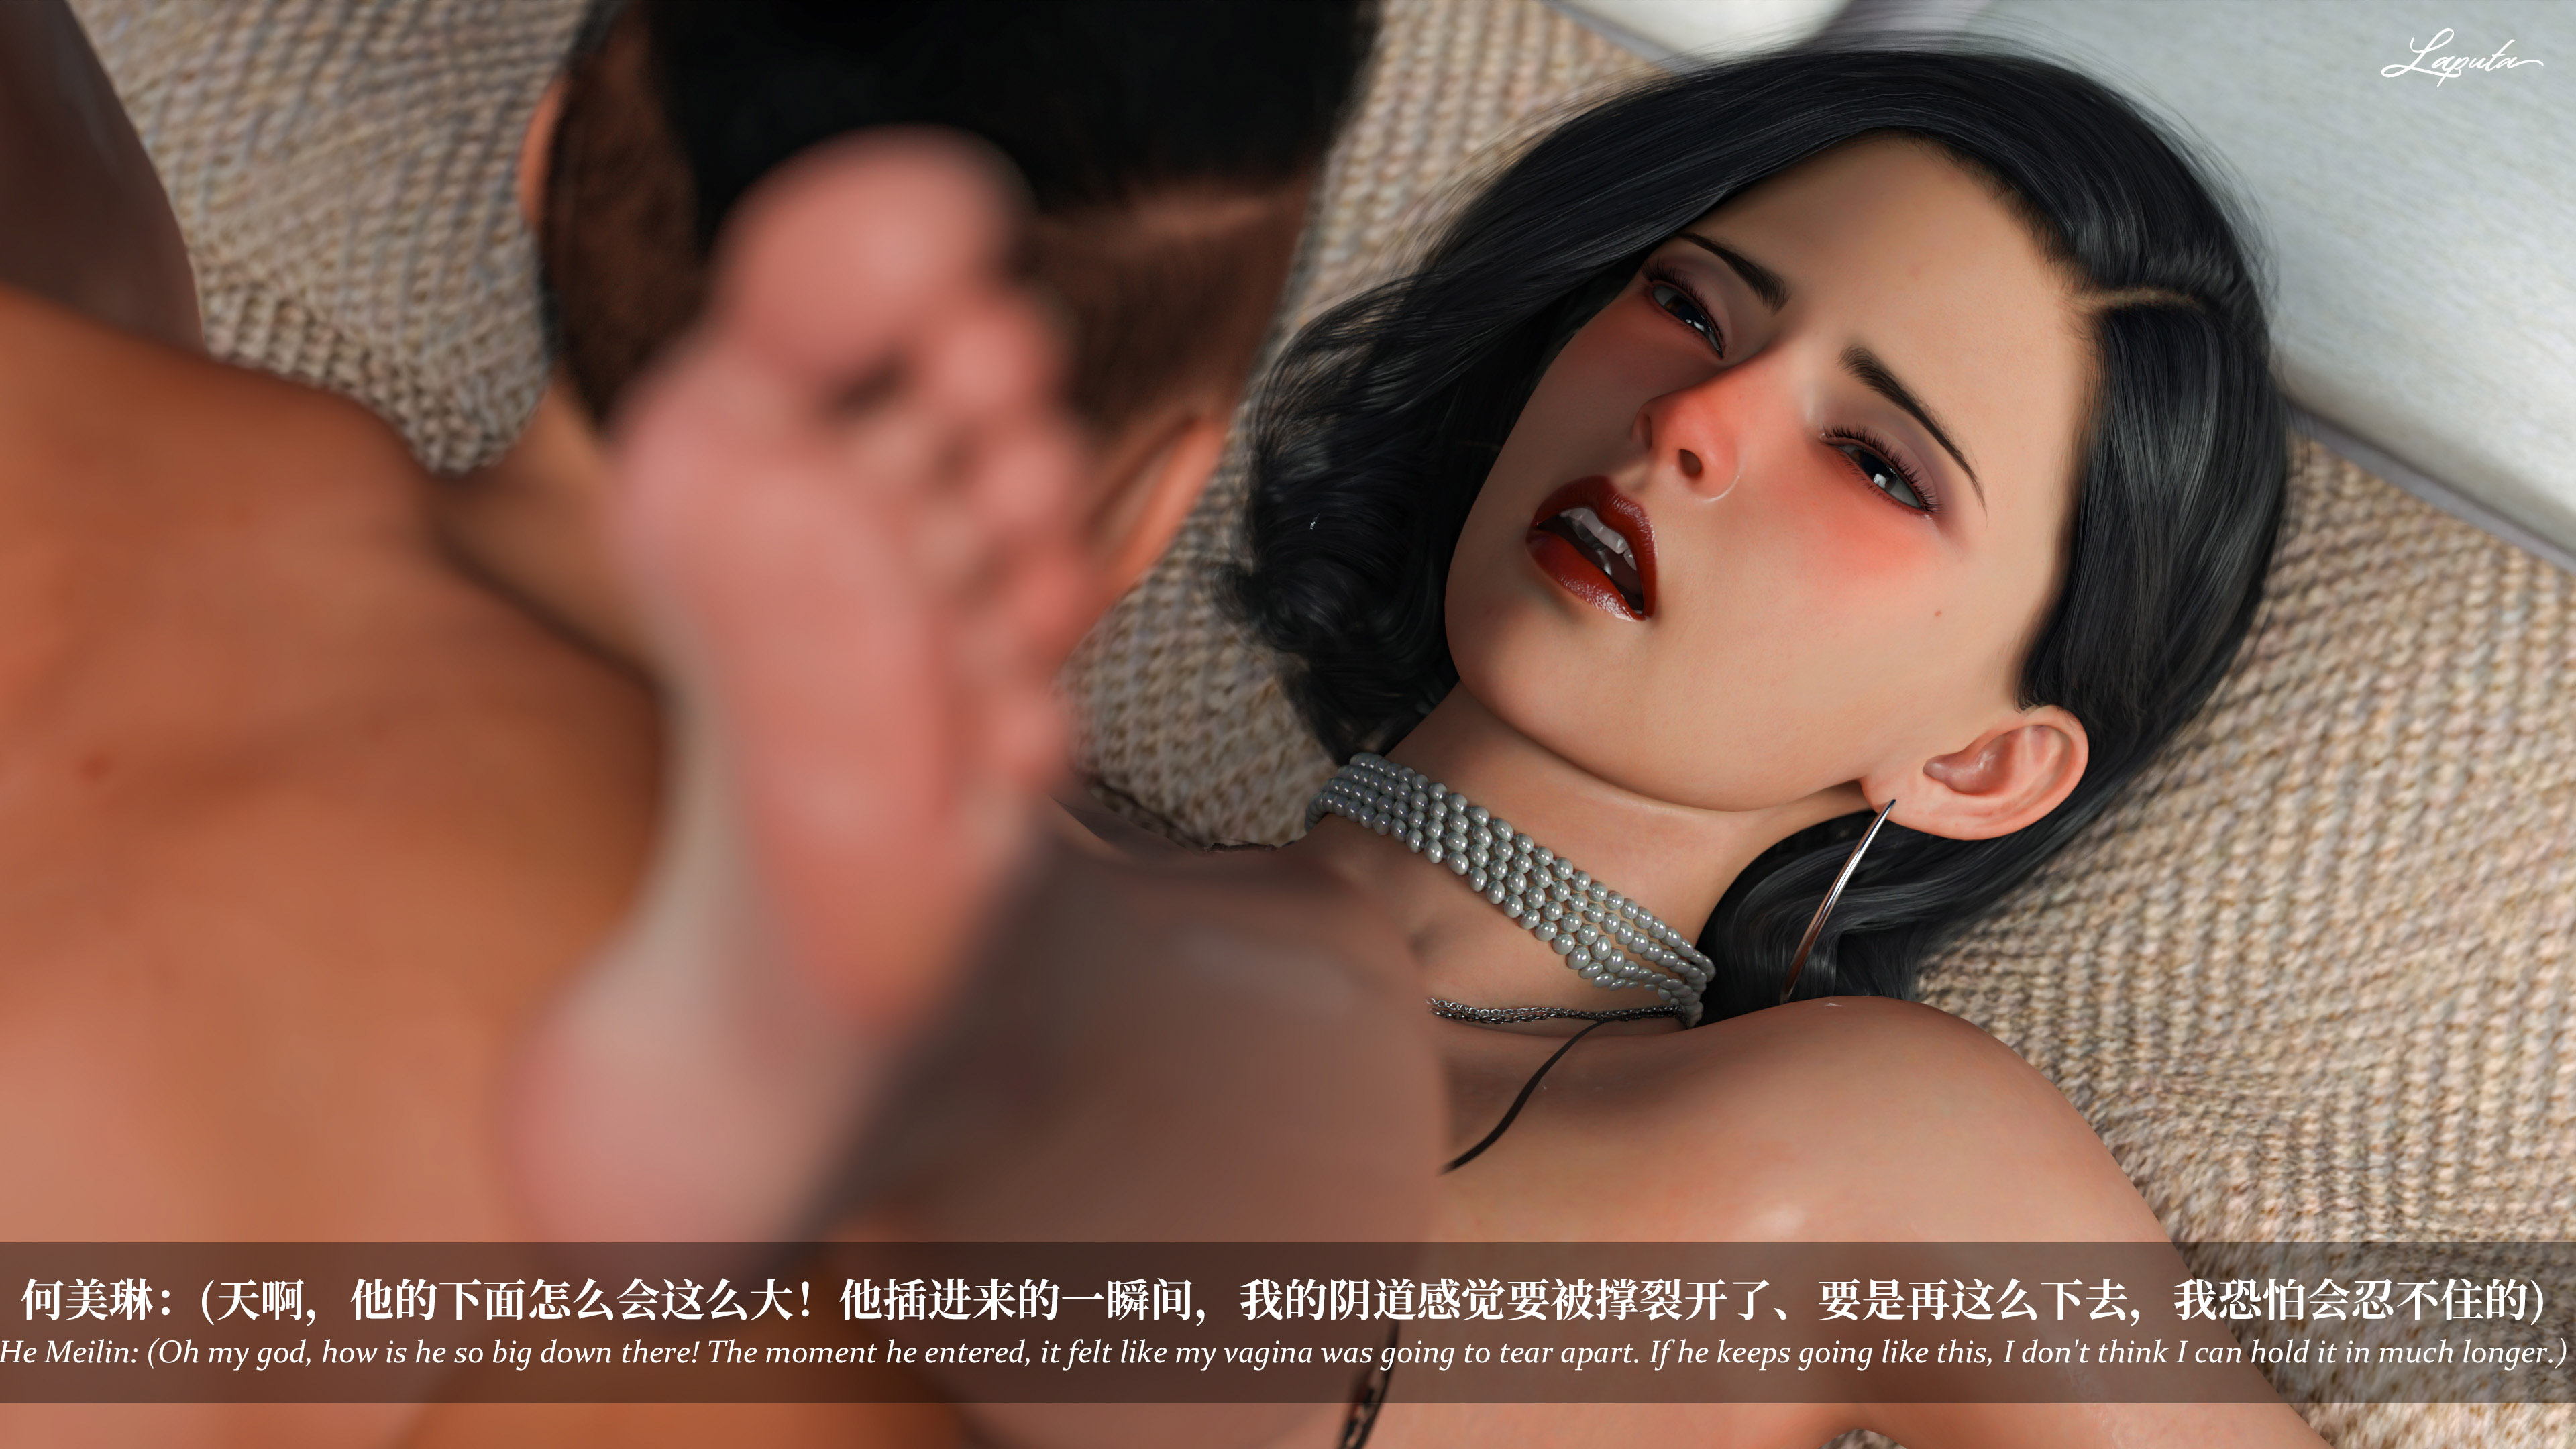 Laputa
何美琳：(天啊，他的下面怎么会这么大！他插进来的一瞬间，我的阴道感觉要被撑裂开了、要是再这么下去，我恐怕会忍不住的)
He Meilin: (Oh my god, how is he so big down there! The moment he entered, it felt like my vagina was going to tear apart. If he keeps going like this, I don't think I can hold it in much longer.)